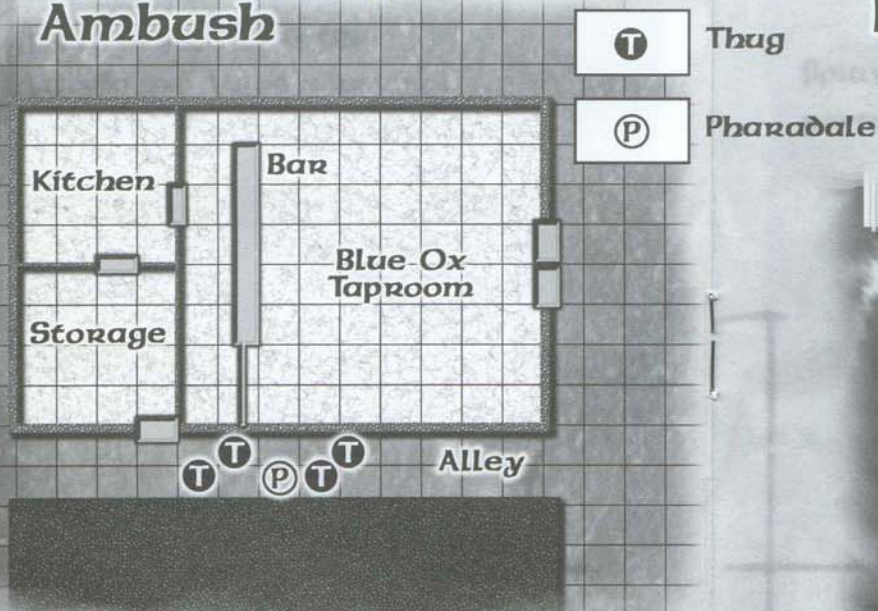 Ambush
T Thug
P Pharadale
Kitchen
Bar
Blue Ox
Taproom
Storage
T T P T T
Alley